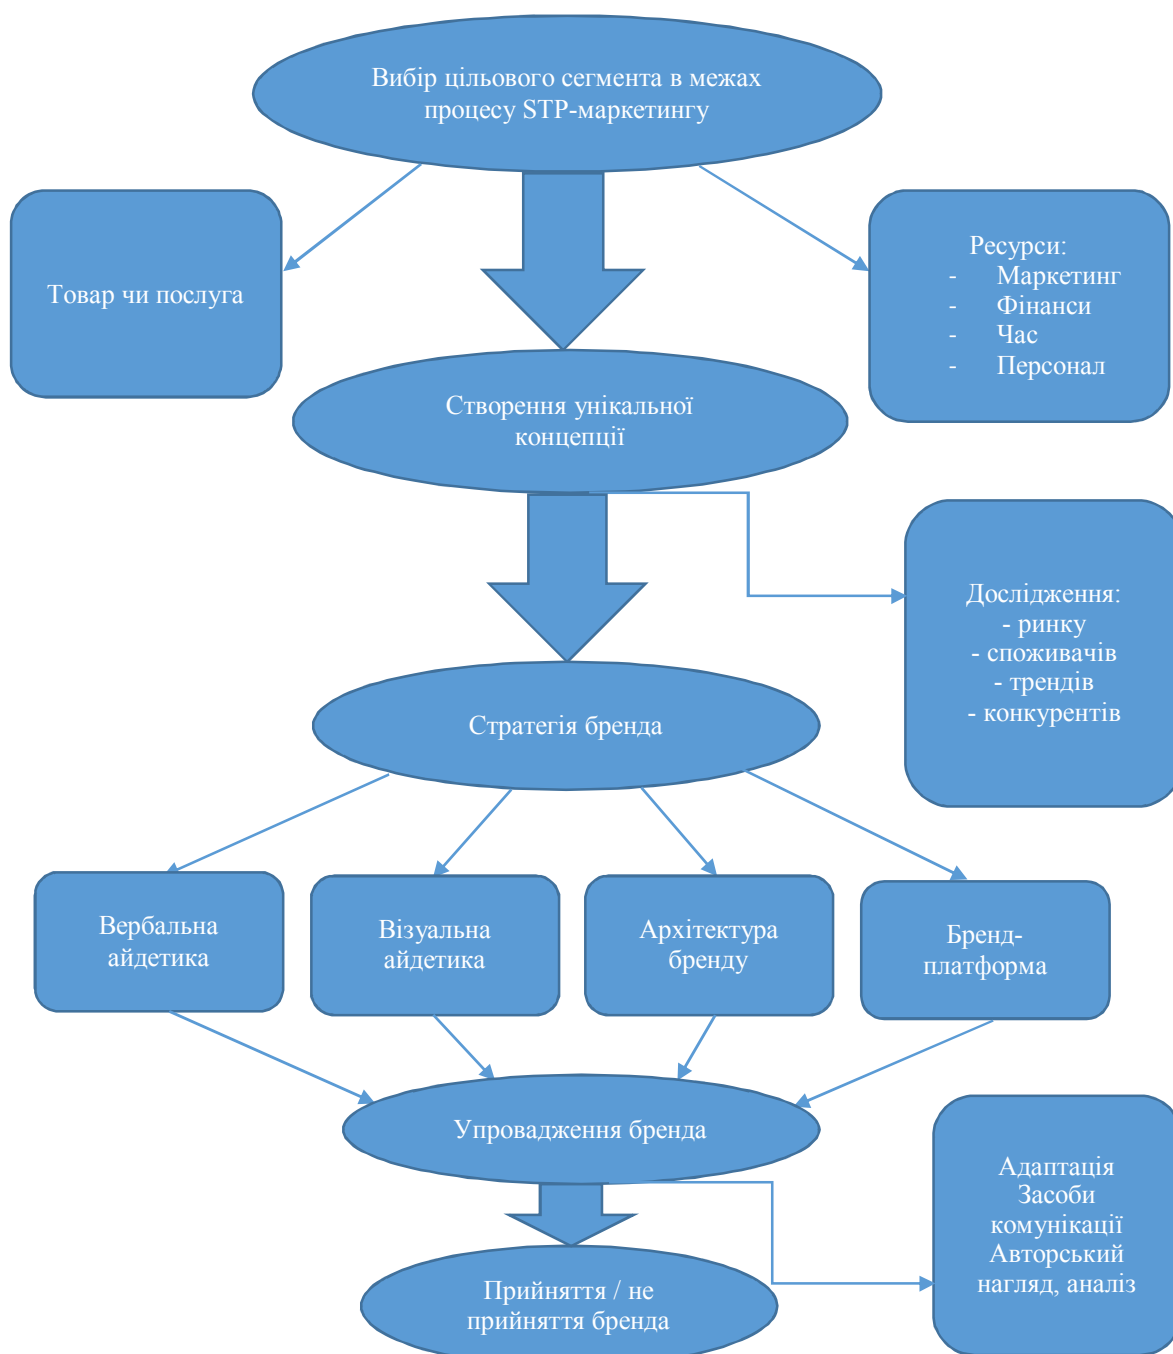 Вибір цільового сегмента в межах
процесу STP-маркетингу
Товар чи послуга
Ресурси:
- Маркетинг
- Фінанси
- Час
- Персонал
Створення унікальної
концепції
Дослідження:
- ринку
- споживачів
- трендів
- конкурентів
Стратегія бренда
Вербальна
айдетика
Візуальна
айдетика
Архітектура
бренду
Бренд-
платформа
Упровадження бренда
Адаптація
Засоби
комунікації
Авторський
нагляд, аналіз
Прийняття / не
прийняття бренда